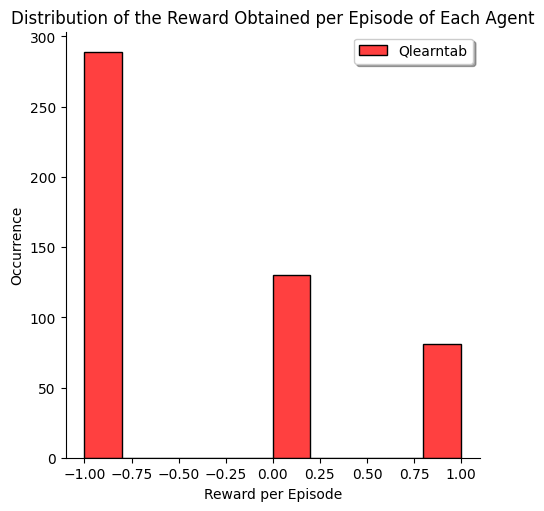 Distribution of the Reward Obtained per Episode of Each Agent
Qlearntab
300
250
200
150
100
50
0
Occurrence
−1.00 −0.75 −0.50 −0.25 0.00 0.25 0.50 0.75 1.00
Reward per Episode